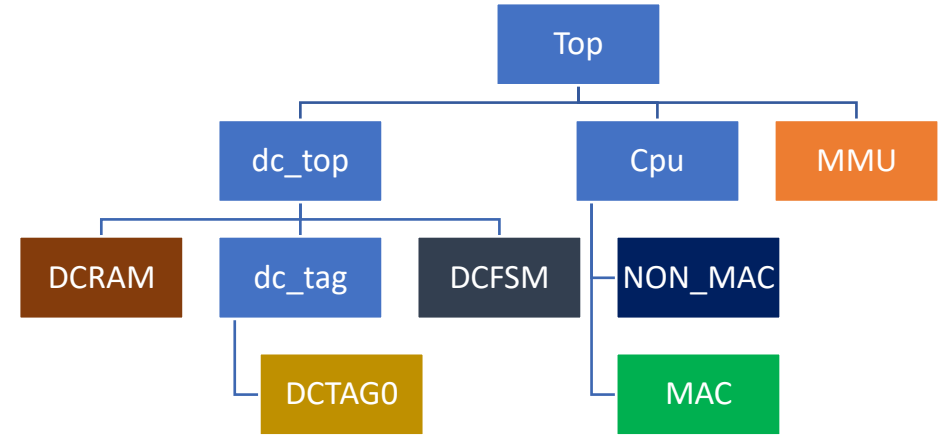 Top
dc_top
Cpu
MMU
DCRAM
dc_tag
DCFSM
NON_MAC
DCTAG0
MAC